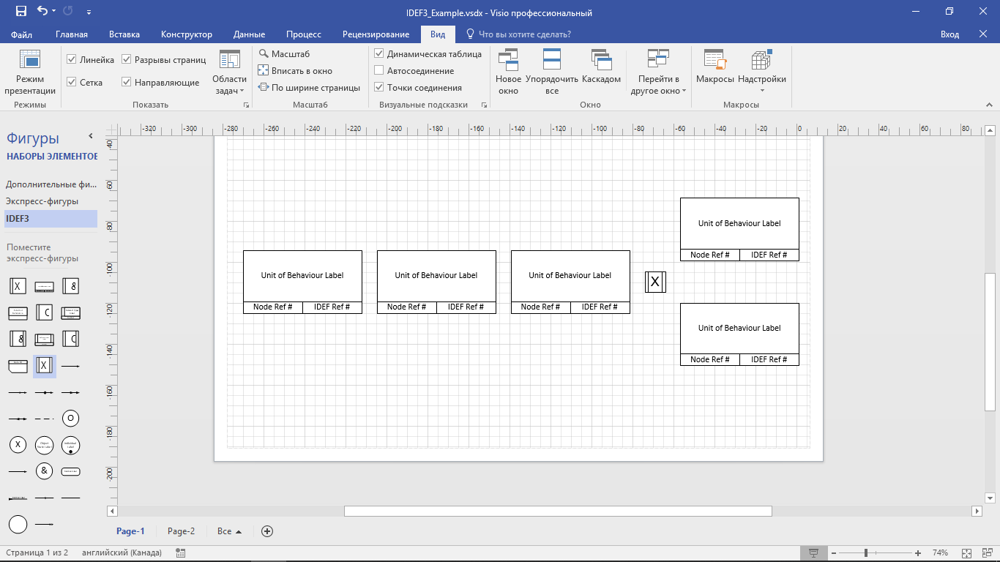 IDEF3_Example.vsdx - Visio профессиональный
Файл Главная Вставка Конструктор Данные Процесс Рецензирование Вид Что вы хотите сделать? Вход
Режим презентации
Режимы
Линейка Разрывы страниц
Сетка Направляющие
Области задач
Показать
Масштаб
Вписать в окно
По ширине страницы
Масштаб
Динамическая таблица
Автосоединение
Точки соединения
Визуальные подсказки
Новое окно
Упорядочить все
Каскадом
Перейти в другое окно
Окно
Макросы
Надстройки
Макросы
Фигуры
НАБОРЫ ЭЛЕМЕНТОВ
Дополнительные фи...
Экспресс-фигуры
IDEF3
Поместите
экспресс-фигуры
X &
C
& C
X
O
X
&
-320 -300 -280 -260 -240 -220 -200 -180 -160 -140 -120 -100 -80 -60 -40 -20 0 20 40 60 80
40
-60
-80
-100
-120
-140
-160
-180
-200
Unit of Behaviour Label
Node Ref # IDEF Ref #
Unit of Behaviour Label
Node Ref # IDEF Ref #
Unit of Behaviour Label
Node Ref # IDEF Ref #
X
Unit of Behaviour Label
Node Ref # IDEF Ref #
Unit of Behaviour Label
Node Ref # IDEF Ref #
Page-1 Page-2 Все
Страница 1 из 2 английский (Канада) 74%